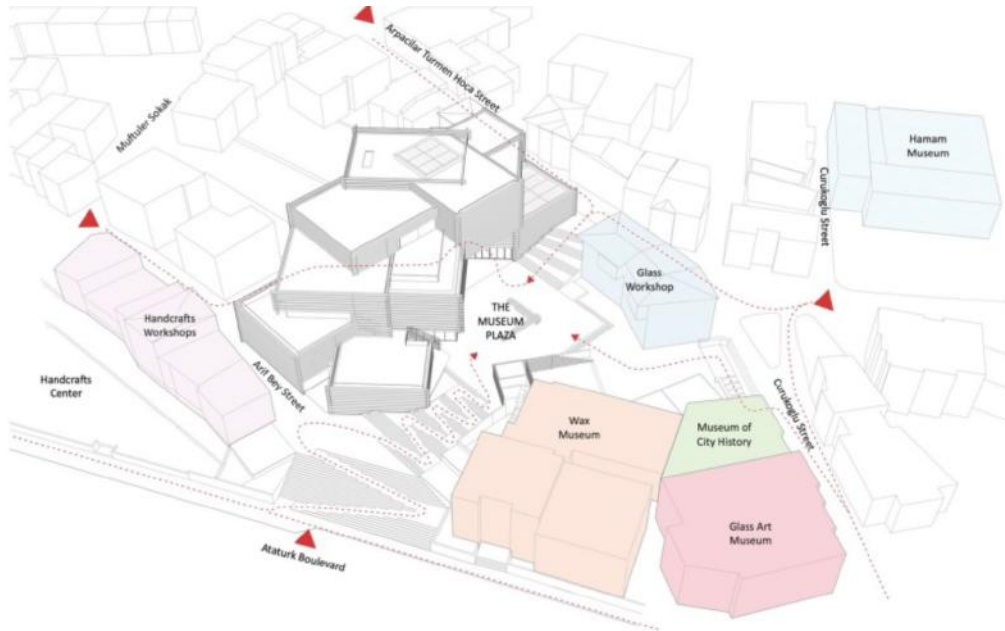 Arpacilar Turmen Hoca Street
Muftuler Sokak
Hamam
Museum
Curukoglu Street
Glass
Workshop
THE
MUSEUM
PLAZA
Handcrafts
Workshops
Handcrafts
Center
Arif Bey Street
Curukoglu Street
Wax
Museum
Museum of
City History
Glass Art
Museum
Ataturk Boulevard